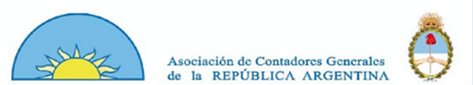 Asociación de Contadores Generales
de la REPÚBLICA ARGENTINA